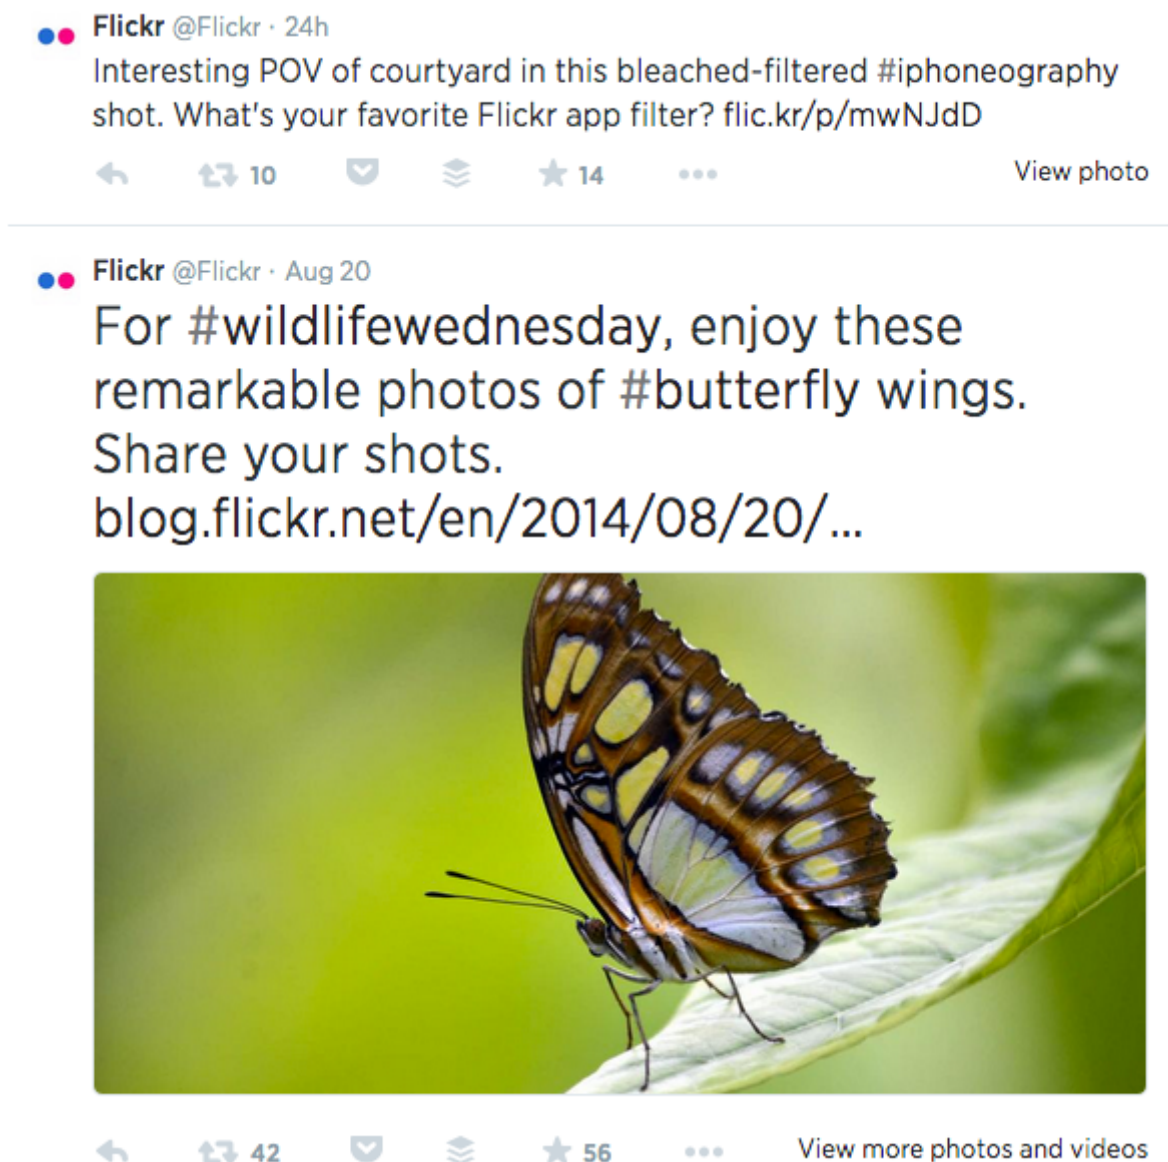 Flickr @Flickr · 24h
Interesting POV of courtyard in this bleached-filtered #iphoneography
shot. What's your favorite Flickr app filter? flic.kr/p/mwNJdD
10 14 View photo
Flickr @Flickr · Aug 20
For #wildlifewednesday, enjoy these
remarkable photos of #butterfly wings.
Share your shots.
blog.flickr.net/en/2014/08/20/...
42 56 View more photos and videos